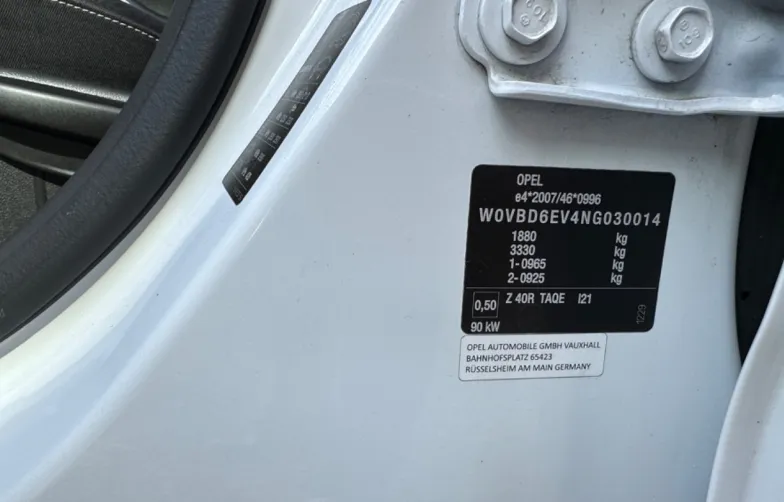 OPEL
e4*2007/46*0996
W0VBD6EV4NG030014
1880 kg
3330 kg
1-0965 kg
2-0925 kg
0,50 Z 40R TAQE I21
90 kW
1229
OPEL AUTOMOBILE GMBH VAUXHALL
BAHNHOFSPLATZ 65423
RÜSSELSHEIM AM MAIN GERMANY